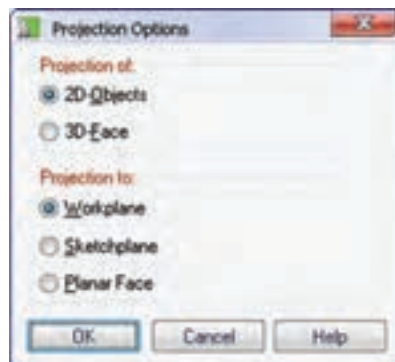 Projection Options
Projection of:
2D-Objects
3D-Face
Projection to:
Workplane
Sketchplane
Planar Face
OK
Cancel
Help